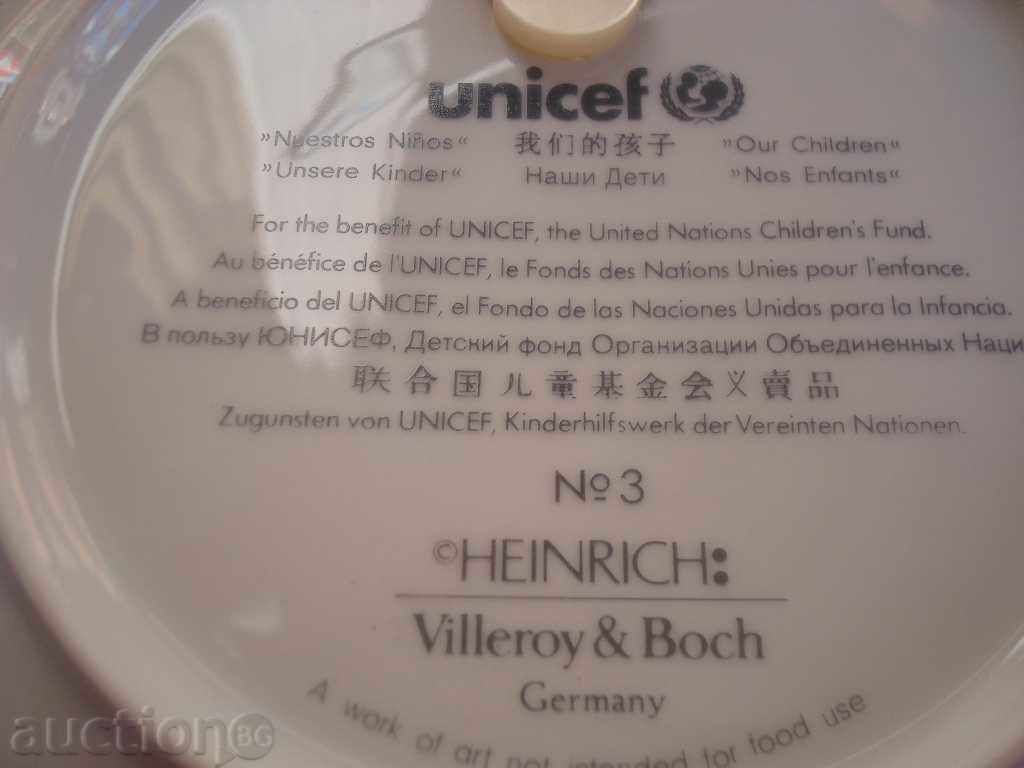 unicef
»Nuestros Niños« 我们的孩子 »Our Children«
»Unsere Kinder« Наши Дети »Nos Enfants«
For the benefit of UNICEF, the United Nations Children's Fund.
Au bénéfice de l'UNICEF, le Fonds des Nations Unies pour l'enfance.
A beneficio del UNICEF, el Fondo de las Naciones Unidas para la Infancia.
В пользу ЮНИСЕФ, Детский фонд Организации Объединенных Наци
联合国儿童基金会义賣品
Zugunsten von UNICEF, Kinderhilfswerk der Vereinten Nationen.
№ 3
©HEINRICH:
Villeroy & Boch
Germany
A work of art not intended for food use
auctionBG